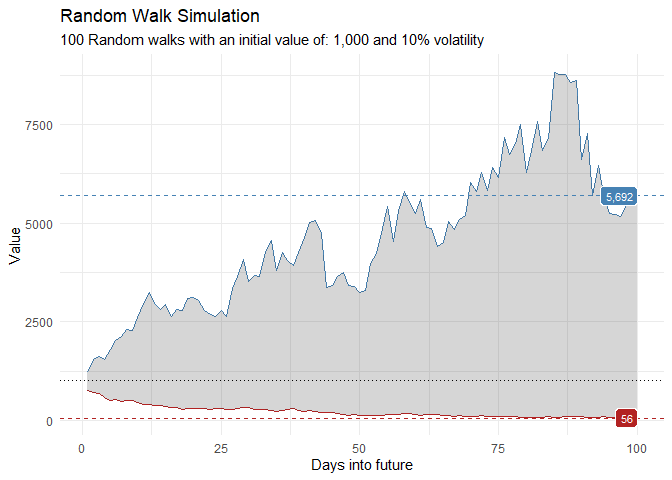 Random Walk Simulation
100 Random walks with an initial value of: 1,000 and 10% volatility
7500
5,692
5000
Value
2500
0
56
0
25
50
75
100
Days into future